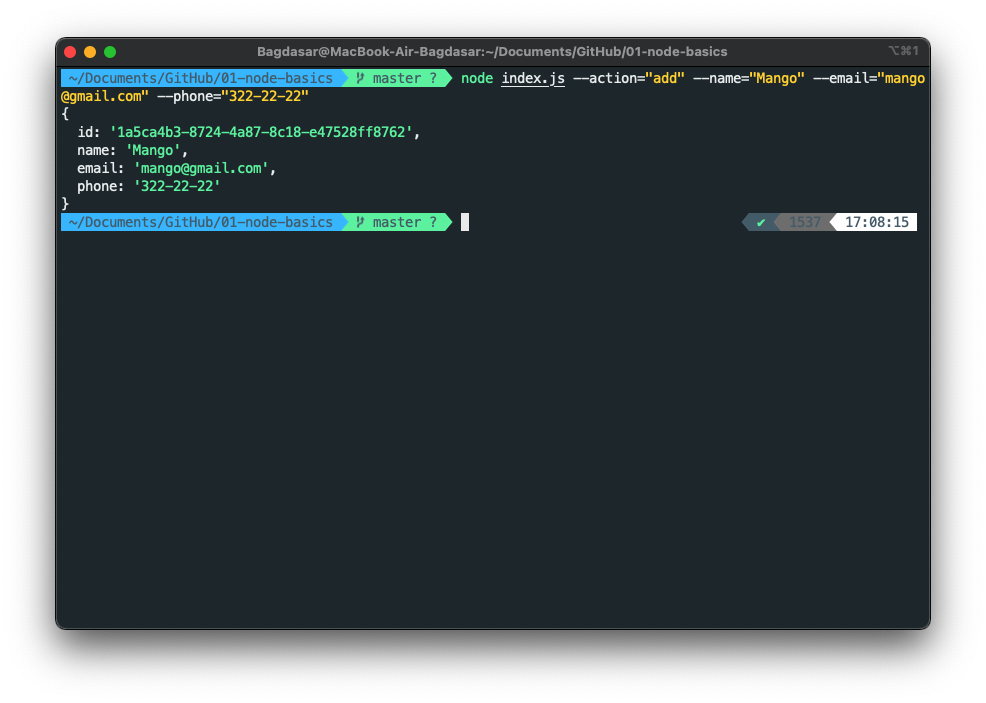 Bagdasar@MacBook-Air-Bagdasar:~/Documents/GitHub/01-node-basics ⌥⌘1
~/Documents/GitHub/01-node-basics master ? node index.js --action="add" --name="Mango" --email="mango
@gmail.com" --phone="322-22-22"
{
  id: '1a5ca4b3-8724-4a87-8c18-e47528ff8762',
  name: 'Mango',
  email: 'mango@gmail.com',
  phone: '322-22-22'
}
~/Documents/GitHub/01-node-basics master ? ✔ 1537 17:08:15